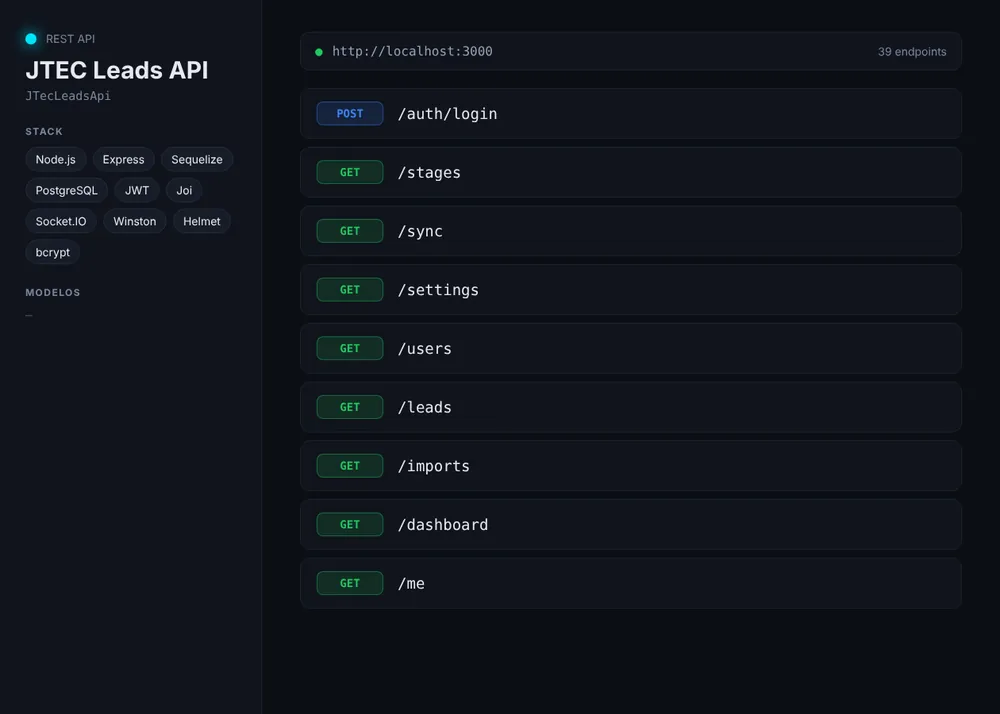 REST API
JTEC Leads API
JTecLeadsApi
STACK
Node.js Express Sequelize
PostgreSQL JWT Joi
Socket.IO Winston Helmet
bcrypt
MODELOS
—
http://localhost:3000 39 endpoints
POST /auth/login
GET /stages
GET /sync
GET /settings
GET /users
GET /leads
GET /imports
GET /dashboard
GET /me